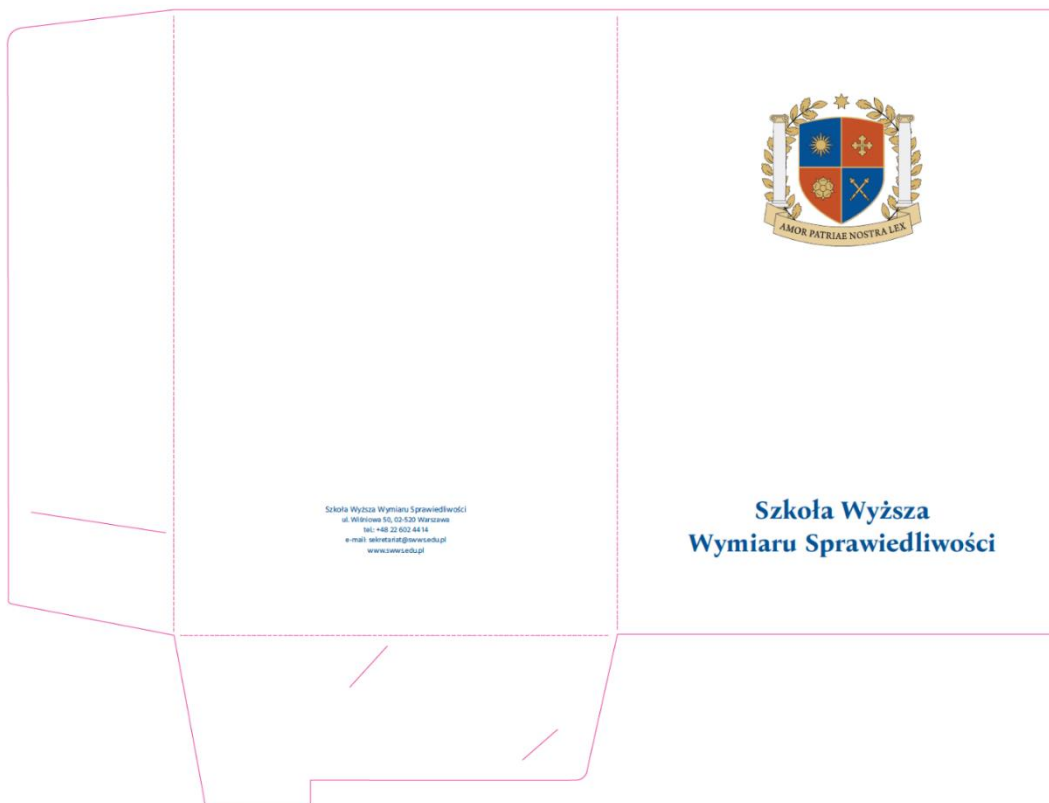 AMOR PATRIAE NOSTRA LEX
Szkoła Wyższa
Wymiaru Sprawiedliwości
Szkoła Wyższa Wymiaru Sprawiedliwości
ul. Wiśniowa 50, 02-520 Warszawa
tel.: +48 22 602 44 14
e-mail: sekretariat@swws.edu.pl
www.swws.edu.pl